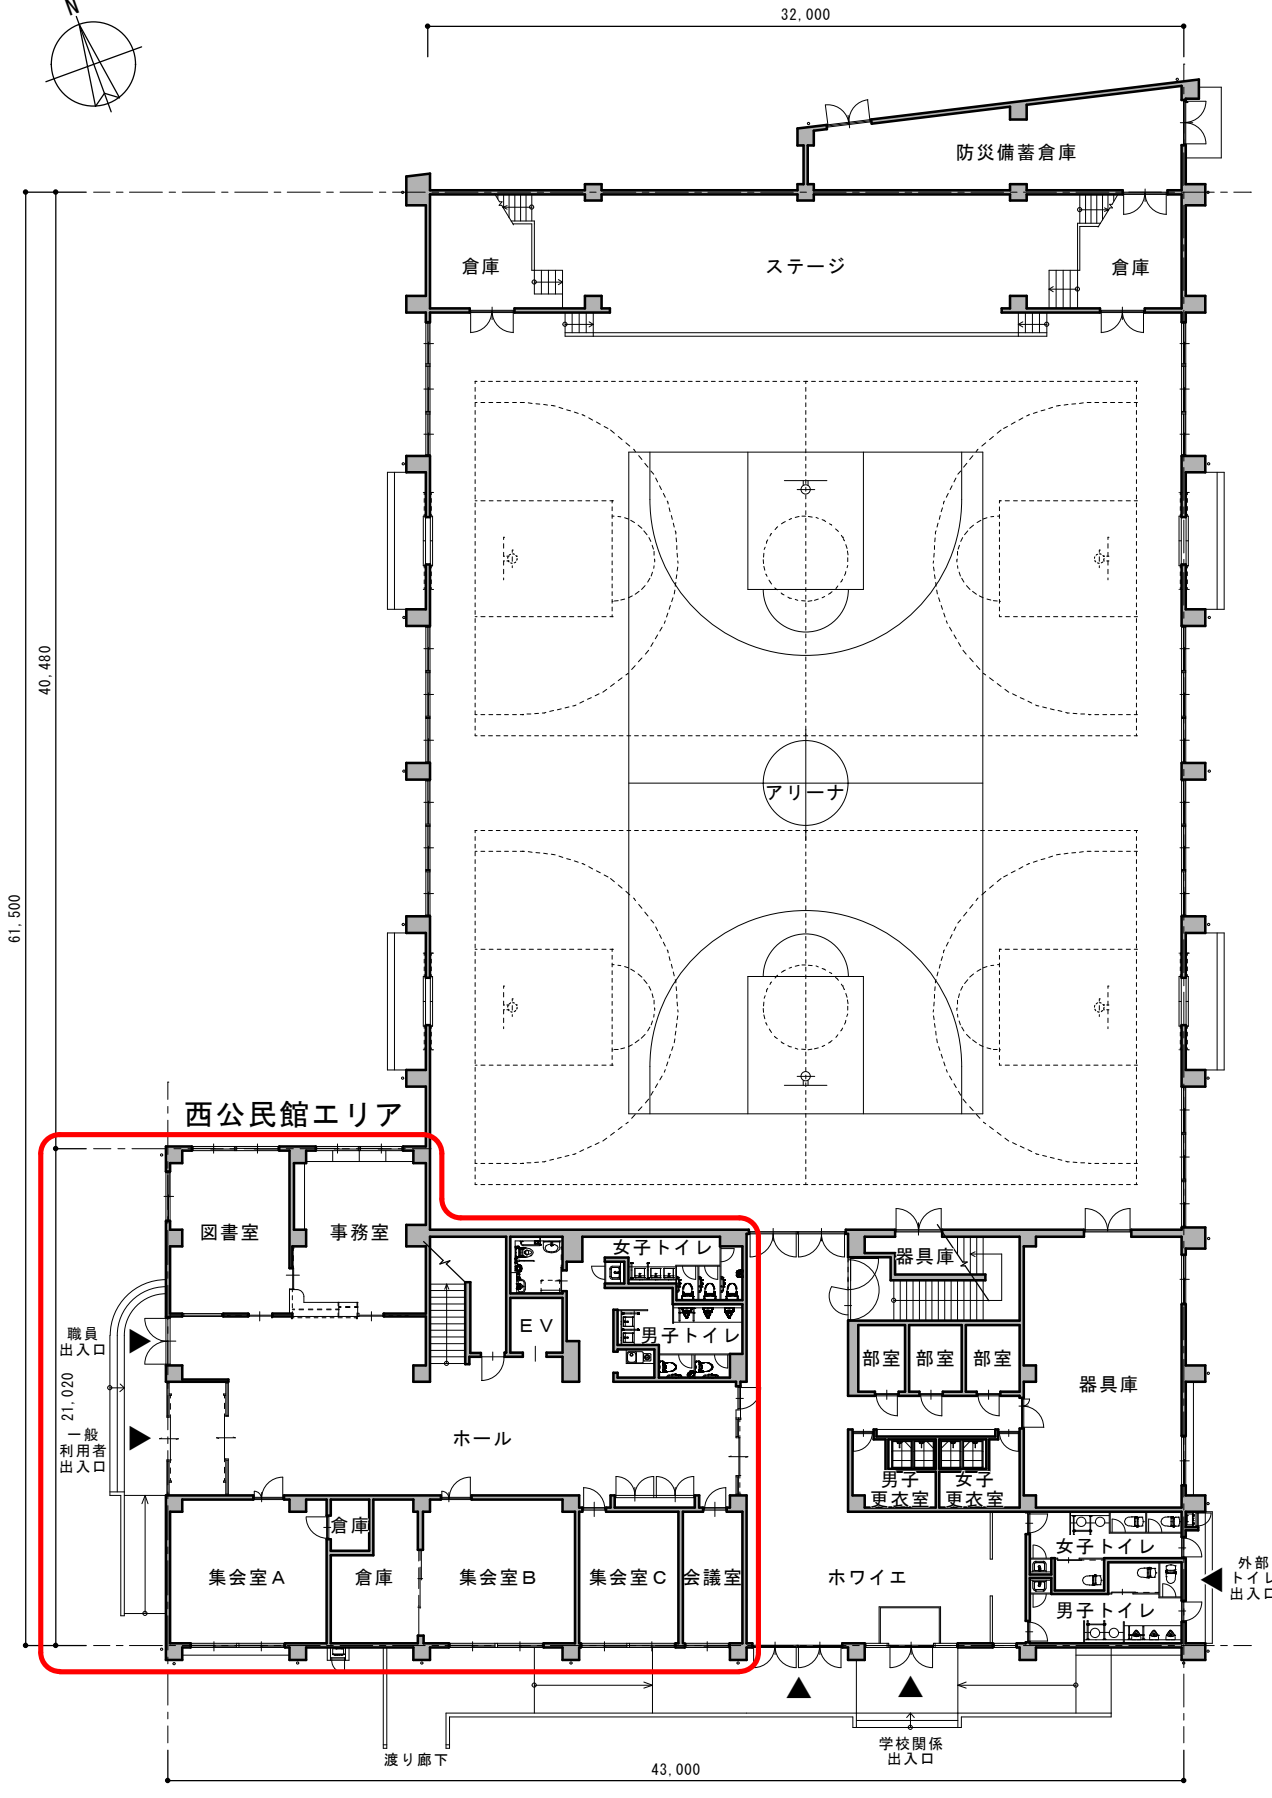 N
32,000
防災備蓄倉庫
倉庫
ステージ
倉庫
40,480
アリーナ
61,500
西公民館エリア
図書室
事務室
女子トイレ
器具庫
職員
出入口
EV
男子トイレ
部室
部室
部室
器具庫
21,020
一般
利用者
出入口
ホール
男子
更衣室
女子
更衣室
倉庫
集会室A
倉庫
集会室B
集会室C
会議室
ホワイエ
女子トイレ
男子トイレ
外部
トイレ
出入口
渡り廊下
学校関係
出入口
43,000